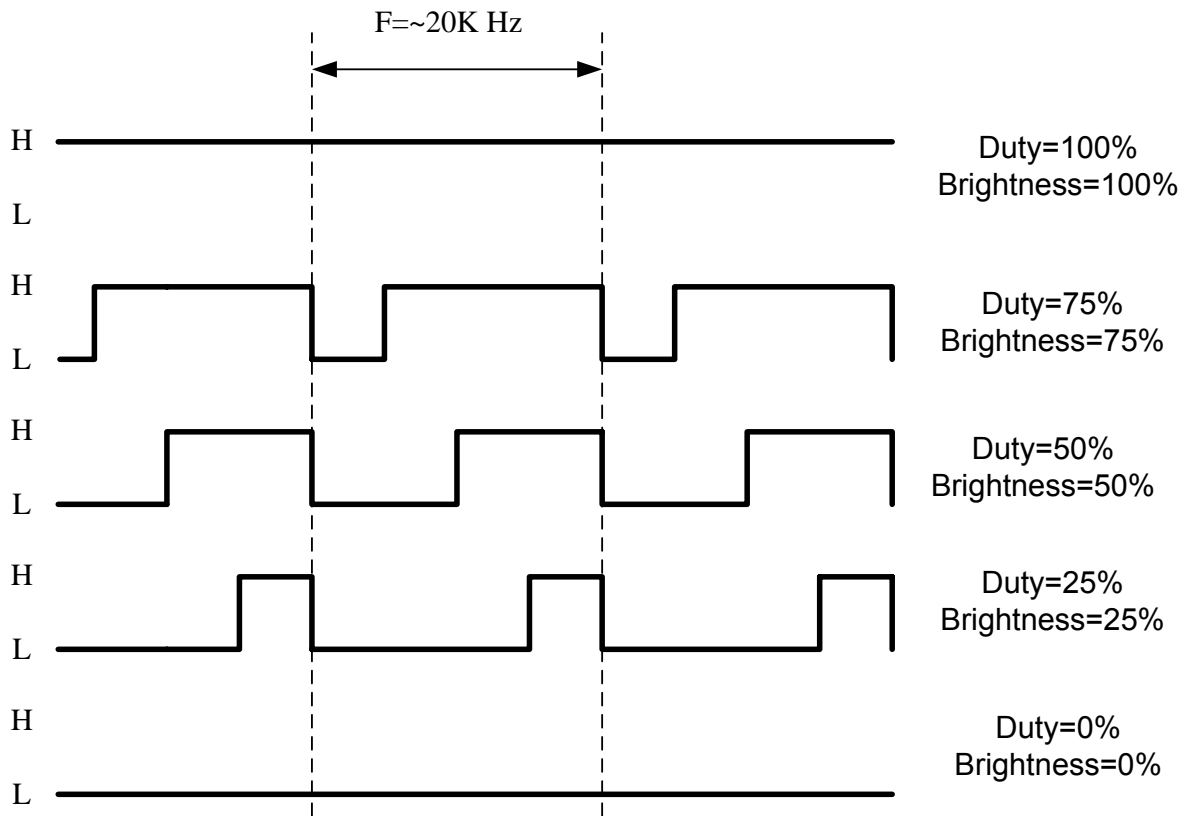 F=~20K Hz
H
Duty=100%
Brightness=100%
L
H
Duty=75%
Brightness=75%
L
H
Duty=50%
Brightness=50%
L
H
Duty=25%
Brightness=25%
L
H
Duty=0%
Brightness=0%
L